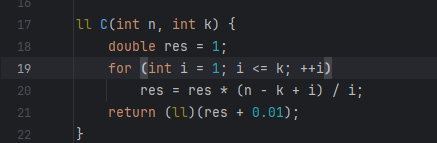 16
17 ll C(int n, int k) {
18     double res = 1;
19     for (int i = 1; i <= k; ++i)
20         res = res * (n - k + i) / i;
21     return (ll)(res + 0.01);
22 }